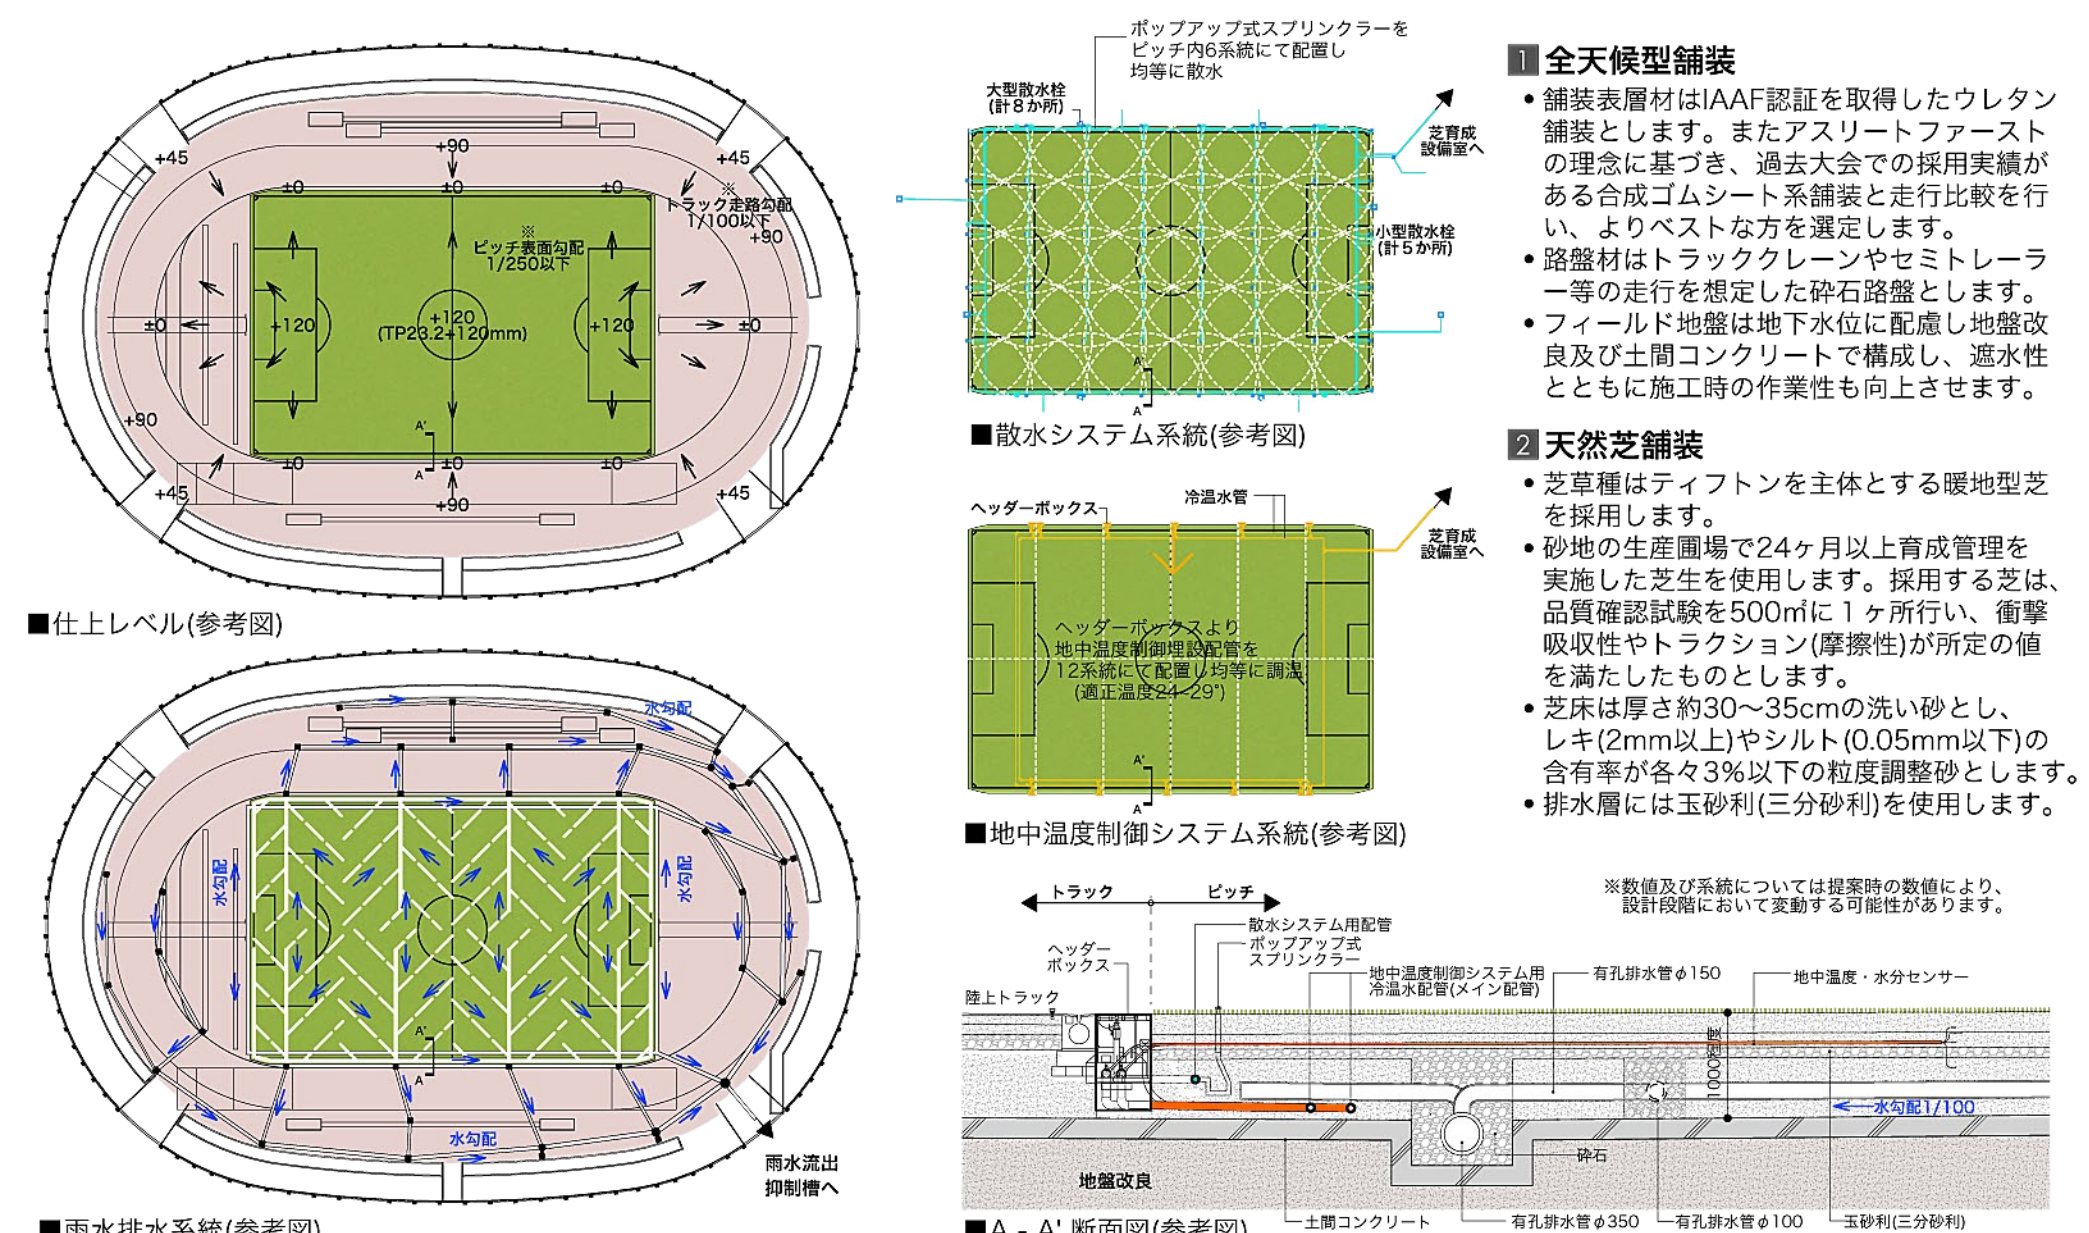 +45
+90
+45
±0
±0
±0
※
トラック走路勾配
1/100以下
+90
※
ピッチ表面勾配
1/250以下
±0
+120
+120
(TP23.2+120mm)
+120
±0
+90
A'
A
±0
±0
±0
+45
+90
+45
■仕上レベル(参考図)
水勾配
水勾配
水勾配
A'
A
水勾配
雨水流出
抑制槽へ
■雨水排水系統(参考図)
ポップアップ式スプリンクラーを
ピッチ内6系統にて配置し
均等に散水
大型散水栓
(計８か所)
芝育成
設備室へ
小型散水栓
(計５か所)
A'
A
■散水システム系統(参考図)
ヘッダーボックス
冷温水管
芝育成
設備室へ
ヘッダーボックスより
地中温度制御埋設配管を
12系統にて配置し均等に調温
(適正温度24~29°)
A'
A
■地中温度制御システム系統(参考図)
1 全天候型舗装
• 舗装表層材はIAAF認証を取得したウレタン
舗装とします。またアスリートファースト
の理念に基づき、過去大会での採用実績が
ある合成ゴムシート系舗装と走行比較を行
い、よりベストな方を選定します。
• 路盤材はトラッククレーンやセミトレーラ
ー等の走行を想定した砕石路盤とします。
• フィールド地盤は地下水位に配慮し地盤改
良及び土間コンクリートで構成し、遮水性
とともに施工時の作業性も向上させます。
2 天然芝舗装
• 芝草種はティフトンを主体とする暖地型芝
を採用します。
• 砂地の生産圃場で24ヶ月以上育成管理を
実施した芝生を使用します。採用する芝は、
品質確認試験を500㎡に１ヶ所行い、衝撃
吸収性やトラクション(摩擦性)が所定の値
を満たしたものとします。
• 芝床は厚さ約30〜35cmの洗い砂とし、
レキ(2mm以上)やシルト(0.05mm以下)の
含有率が各々3%以下の粒度調整砂とします。
• 排水層には玉砂利(三分砂利)を使用します。
※数値及び系統については提案時の数値により、
設計段階において変動する可能性があります。
トラック
ピッチ
散水システム用配管
ポップアップ式
スプリンクラー
ヘッダー
ボックス
地中温度制御システム用
冷温水配管(メイン配管)
有孔排水管φ150
地中温度・水分センサー
陸上トラック
1000程度
水勾配1/100
砕石
地盤改良
土間コンクリート
有孔排水管φ350
有孔排水管φ100
玉砂利(三分砂利)
■A - A' 断面図(参考図)